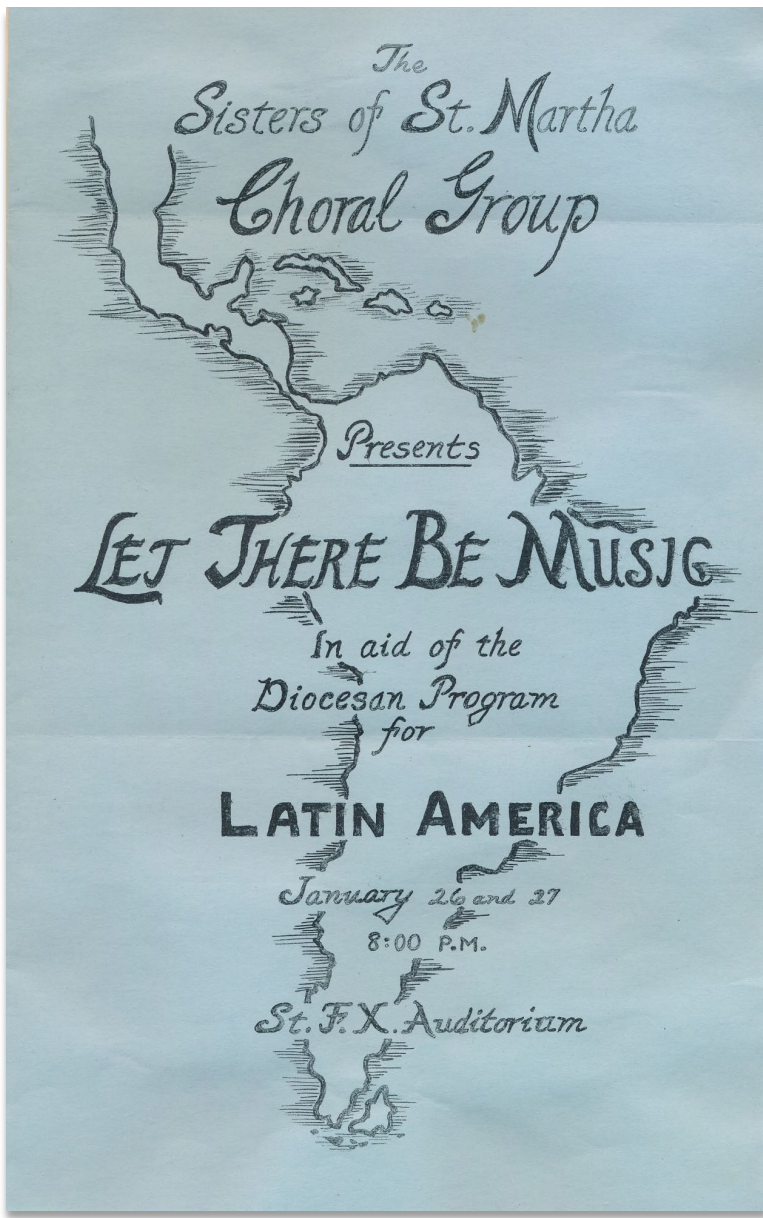 The
Sisters of St. Martha
Choral Group
Presents
LET THERE BE MUSIC
In aid of the
Diocesan Program
for
LATIN AMERICA
January 26 and 27
8:00 P.M.
St. F. X. Auditorium